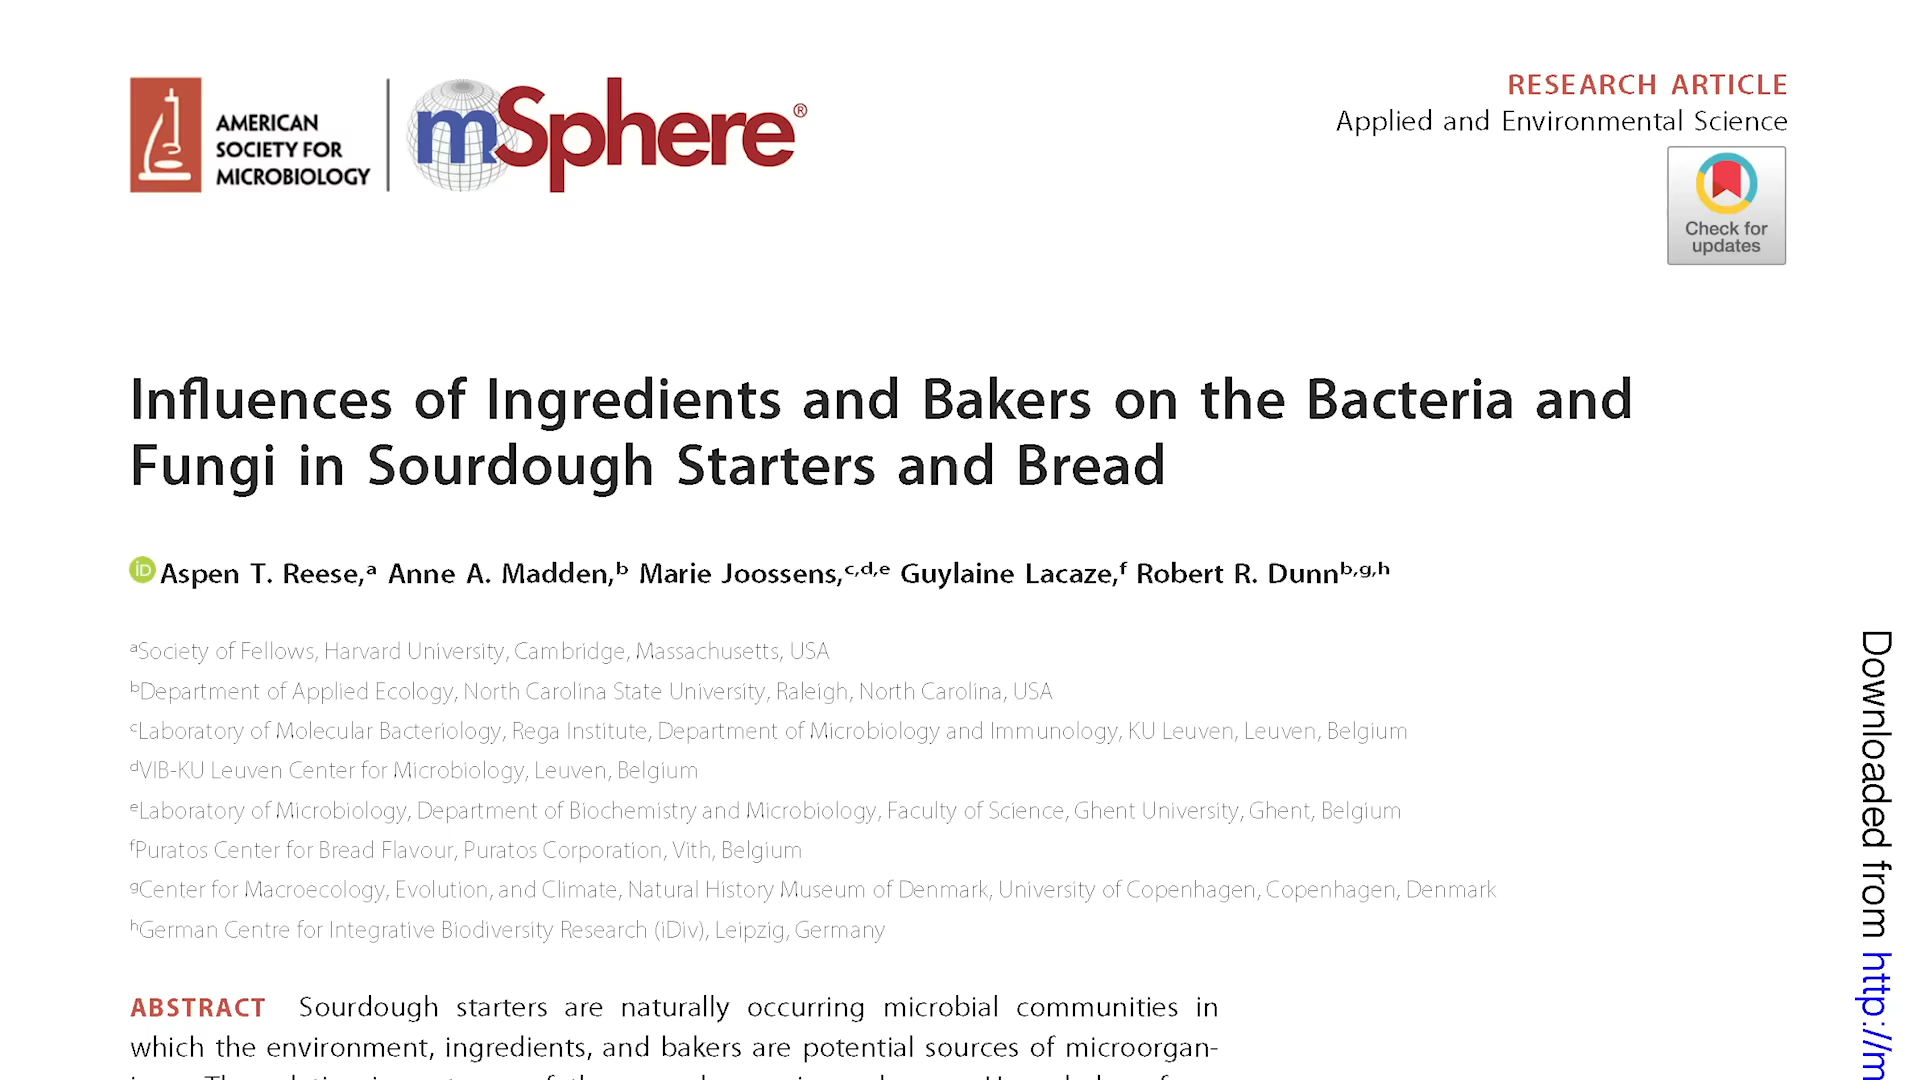 AMERICAN
SOCIETY FOR
MICROBIOLOGY
mSphere®
RESEARCH ARTICLE
Applied and Environmental Science
Check for
updates
Influences of Ingredients and Bakers on the Bacteria and
Fungi in Sourdough Starters and Bread
iD Aspen T. Reese,ᵃ Anne A. Madden,ᵇ Marie Joossens,ᶜ,ᵈ,ᵉ Guylaine Lacaze,ᶠ Robert R. Dunnᵇ,ᵍ,ʰ
ᵃSociety of Fellows, Harvard University, Cambridge, Massachusetts, USA
ᵇDepartment of Applied Ecology, North Carolina State University, Raleigh, North Carolina, USA
ᶜLaboratory of Molecular Bacteriology, Rega Institute, Department of Microbiology and Immunology, KU Leuven, Leuven, Belgium
ᵈVIB-KU Leuven Center for Microbiology, Leuven, Belgium
ᵉLaboratory of Microbiology, Department of Biochemistry and Microbiology, Faculty of Science, Ghent University, Ghent, Belgium
ᶠPuratos Center for Bread Flavour, Puratos Corporation, Vith, Belgium
ᵍCenter for Macroecology, Evolution, and Climate, Natural History Museum of Denmark, University of Copenhagen, Copenhagen, Denmark
ʰGerman Centre for Integrative Biodiversity Research (iDiv), Leipzig, Germany
ABSTRACT Sourdough starters are naturally occurring microbial communities in
which the environment, ingredients, and bakers are potential sources of microorgan-
Downloaded from http://m